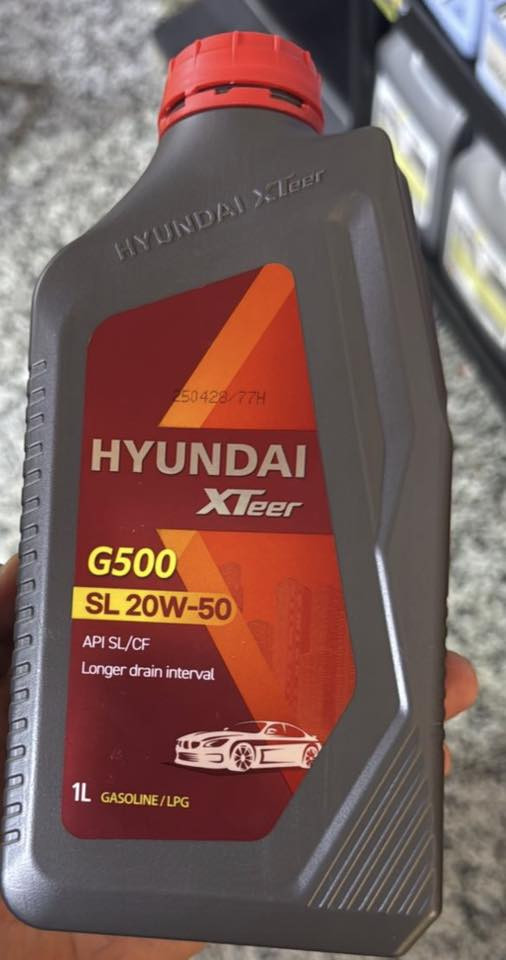 HYUNDAI XTeer
250428/77H
HYUNDAI
XTeer
G500
SL 20W-50
API SL/CF
Longer drain interval
1L GASOLINE / LPG